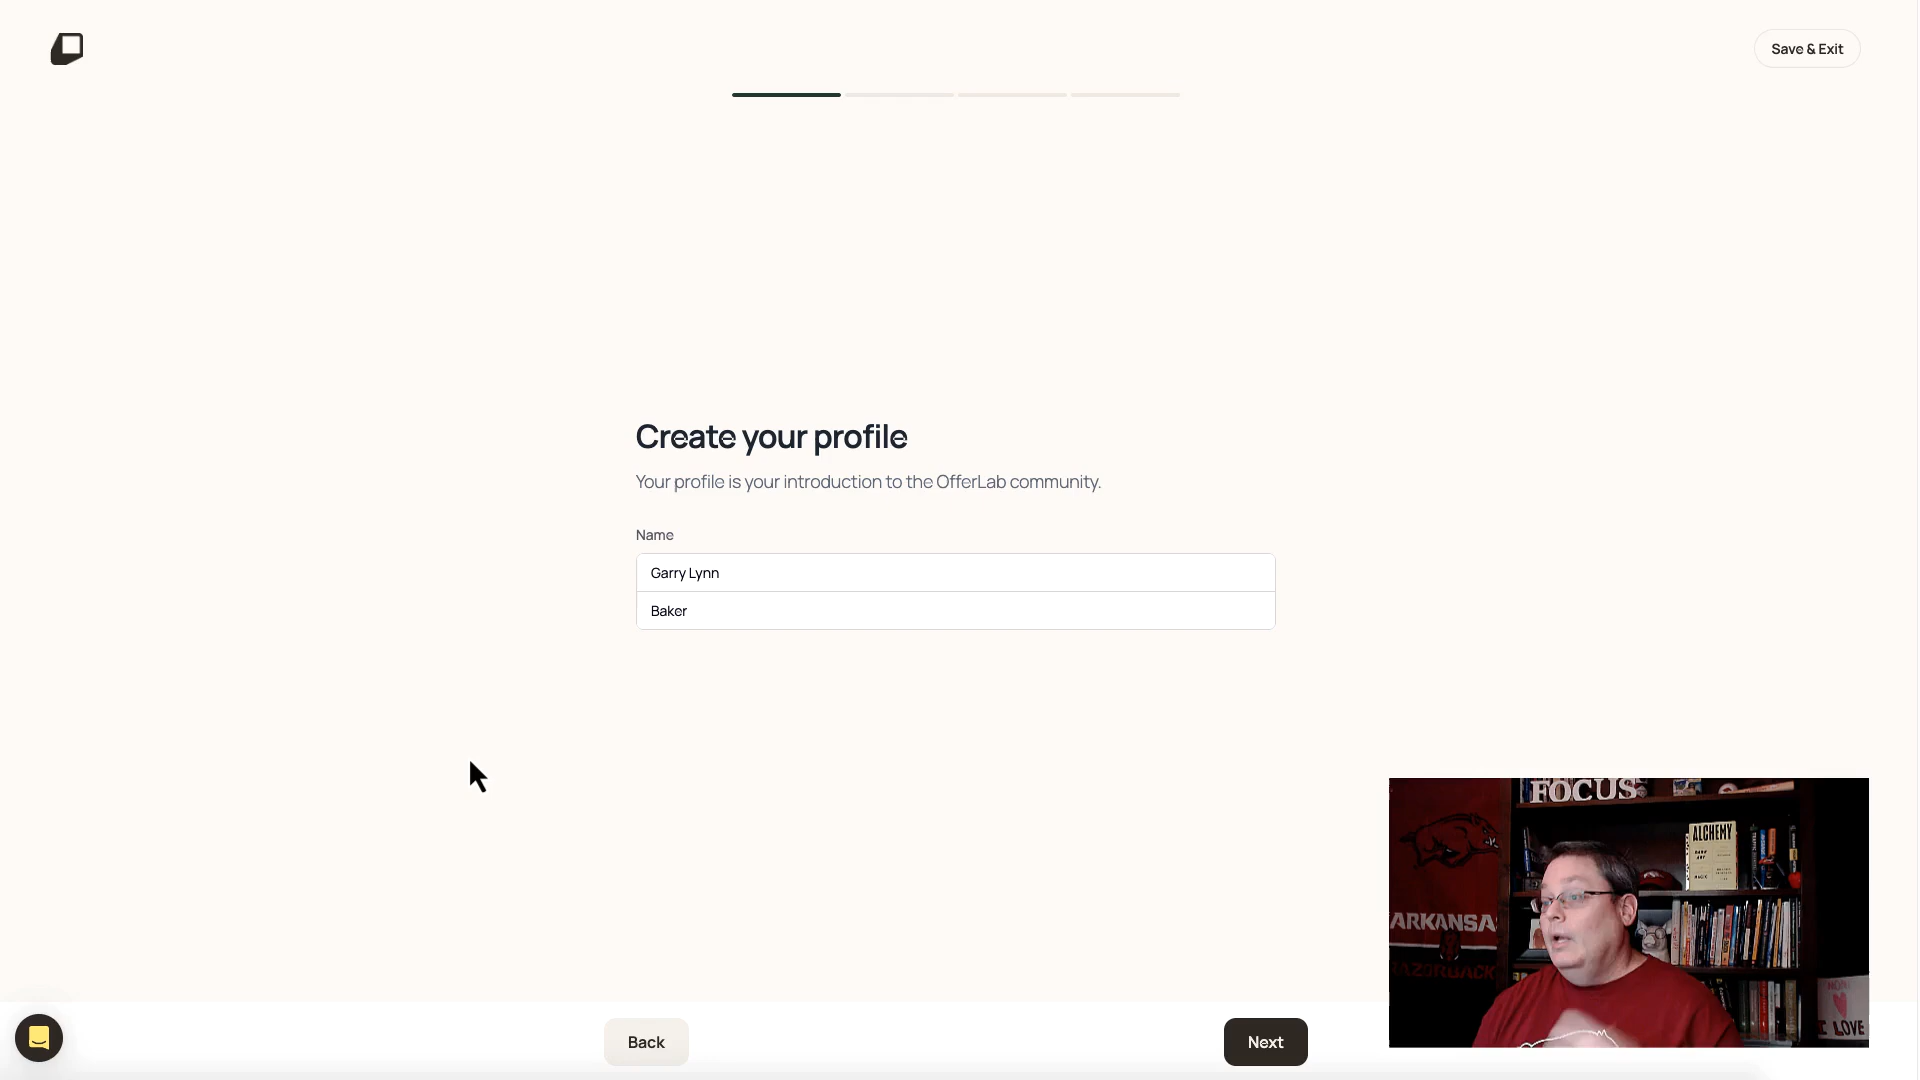 Save & Exit
Create your profile
Your profile is your introduction to the OfferLab community.
Name
Garry Lynn
Baker
FOCUS
ALCHEMY
ARKANSA
RAZORBACK
I LOVE
Back
Next